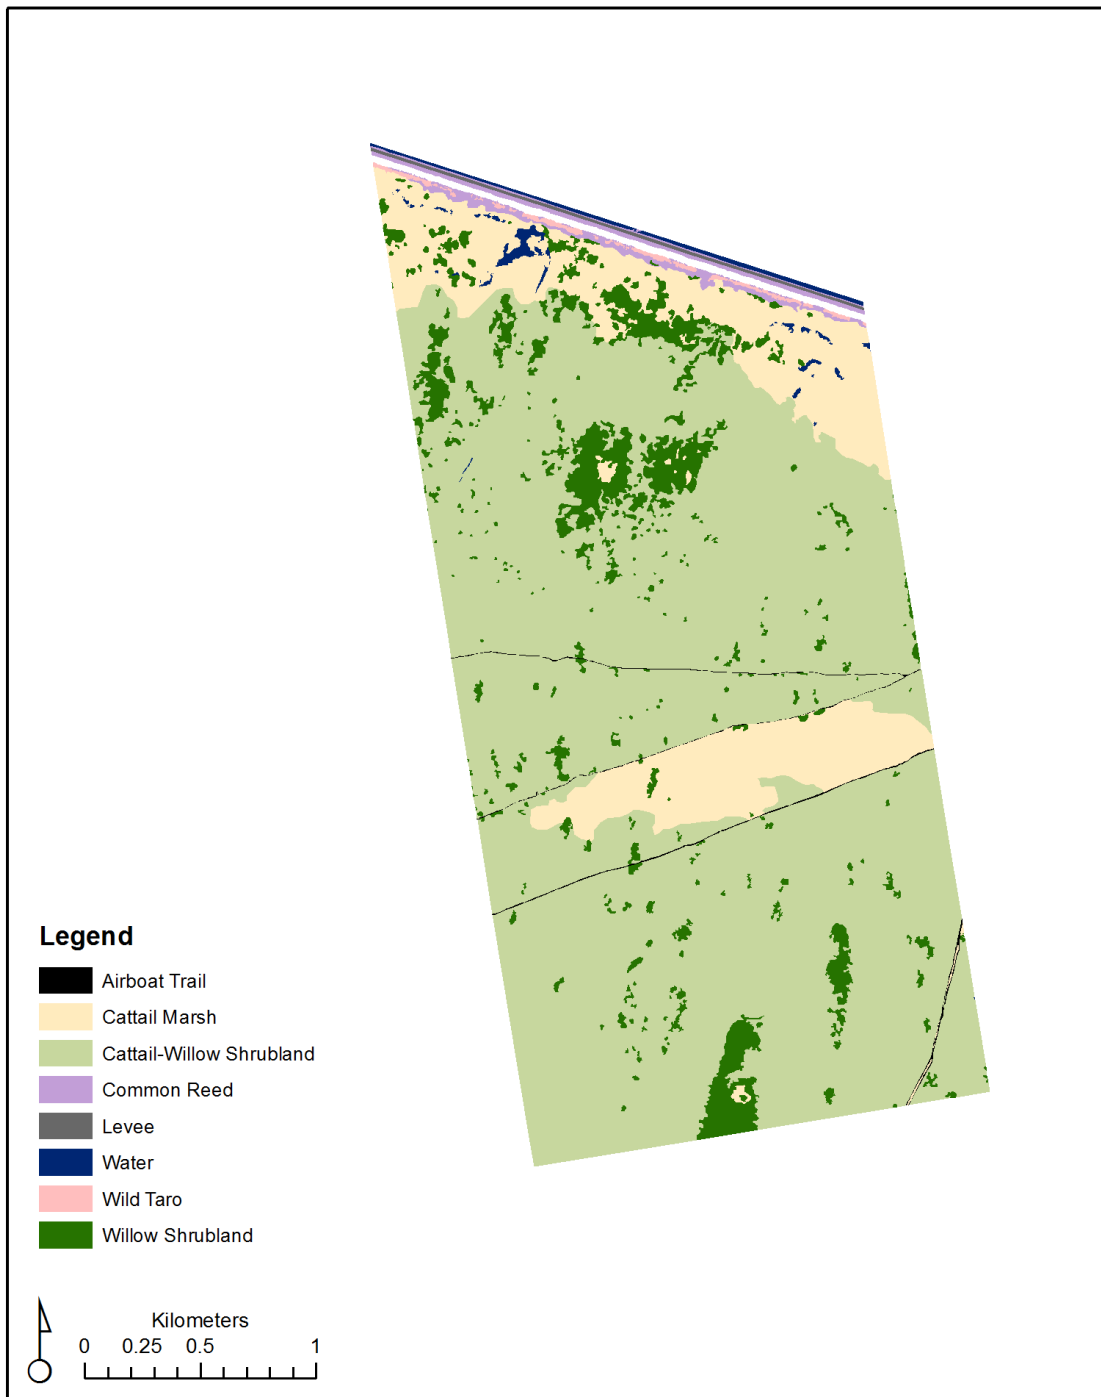 Legend
Airboat Trail
Cattail Marsh
Cattail-Willow Shrubland
Common Reed
Levee
Water
Wild Taro
Willow Shrubland
Kilometers
0 0.25 0.5 1